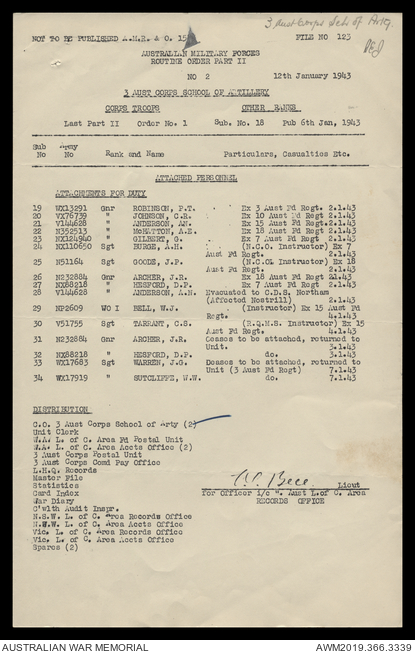 3 Aust Corps Sch of Arty.
NOT TO BE PUBLISHED A.M.R. & O. 15 FILE NO 123
AUSTRALIAN MILITARY FORCES
ROUTINE ORDER PART II
NO 2 12th January 1943
3 AUST CORPS SCHOOL OF ARTILLERY
CORPS TROOPS OTHER RANKS
Last Part II Order No. 1 Sub. No. 18 Pub 6th Jan, 1943
Sub Army
No No Rank and Name Particulars, Casualties Etc.
ATTACHED PERSONNEL
ATTACHMENTS FOR DUTY
19 WX13291 Gnr ROBINSON, P.T. Ex 3 Aust Fd Regt. 2.1.43
20 VX76739 " JOHNSON, C.R. Ex 10 Aust Fd Regt 2.1.43
21 V144628 " ANDERSON, AN. Ex 15 Aust Fd Regt. 2.1.43
22 N352513 " McHATTON, A.E. Ex 18 Aust Fd Regt 2.1.43
23 NX124940 " GILBERT, G. Ex 7 Aust Fd Regt. 2.1.43
24 NX110650 Sgt BURGE, A.H. (N.C.O. Instructor) Ex 7
Aust Fd Regt. 2.1.43
25 N51164 Sgt GOODE, J.P. (N.C.O. Instructor) Ex 18
Aust Fd Regt. 2.1.43
26 N232884 Gnr ARCHER, J.R. Ex 18 Aust Fd Regt 2.1.43
27 NX88218 " HESFORD, D.P. Ex 7 Aust Fd Regt. 2.1.43
28 V144628 " ANDERSON, A.H. Evacuated to C.D.S. Northam
(Affected Nostrill) 2.1.43
29 NP2609 WO I BELL, W.J. (Instructor) Ex 15 Aust Fd
Regt. 4.1.43
30 V51755 Sgt TARRANT, C.S. (R.Q.M.S. Instructor) Ex 15
Aust Fd Regt. 4.1.43
31 N232884 Gnr ARCHER, J.R. Ceases to be attached, returned to
Unit. 3.1.43
32 NX88218 " HESFORD, D.P. do. 3.1.43
33 WX17683 Sgt WARREN, J.G. Ceases to be attached, returned to
Unit (3 Aust Fd Regt) 7.1.43
34 WX17919 " SUTCLIFFE, W.W. do. 7.1.43
DISTRIBUTION
C.O. 3 Aust Corps School of Arty (2)
Unit Clerk
W.A. L. of C. Area Fd Postal Unit
W.A. L. of C. Area Accts Office (2)
3 Aust Corps Postal Unit
3 Aust Corps Comd Pay Office
L.H.Q. Records
Master File
Statistics
Card Index
War Diary
C'wlth Audit Inspr.
N.S.W. L. of C. Area Records Office
N.S.W. L. of C. Area Accts Office
Vic. L. of C. Area Records Office
Vic. L. of C. Area Accts Office
Spares (2)
Lieut
for Officer i/c W. Aust L.of C. Area
RECORDS OFFICE
AUSTRALIAN WAR MEMORIAL AWM2019.366.3339